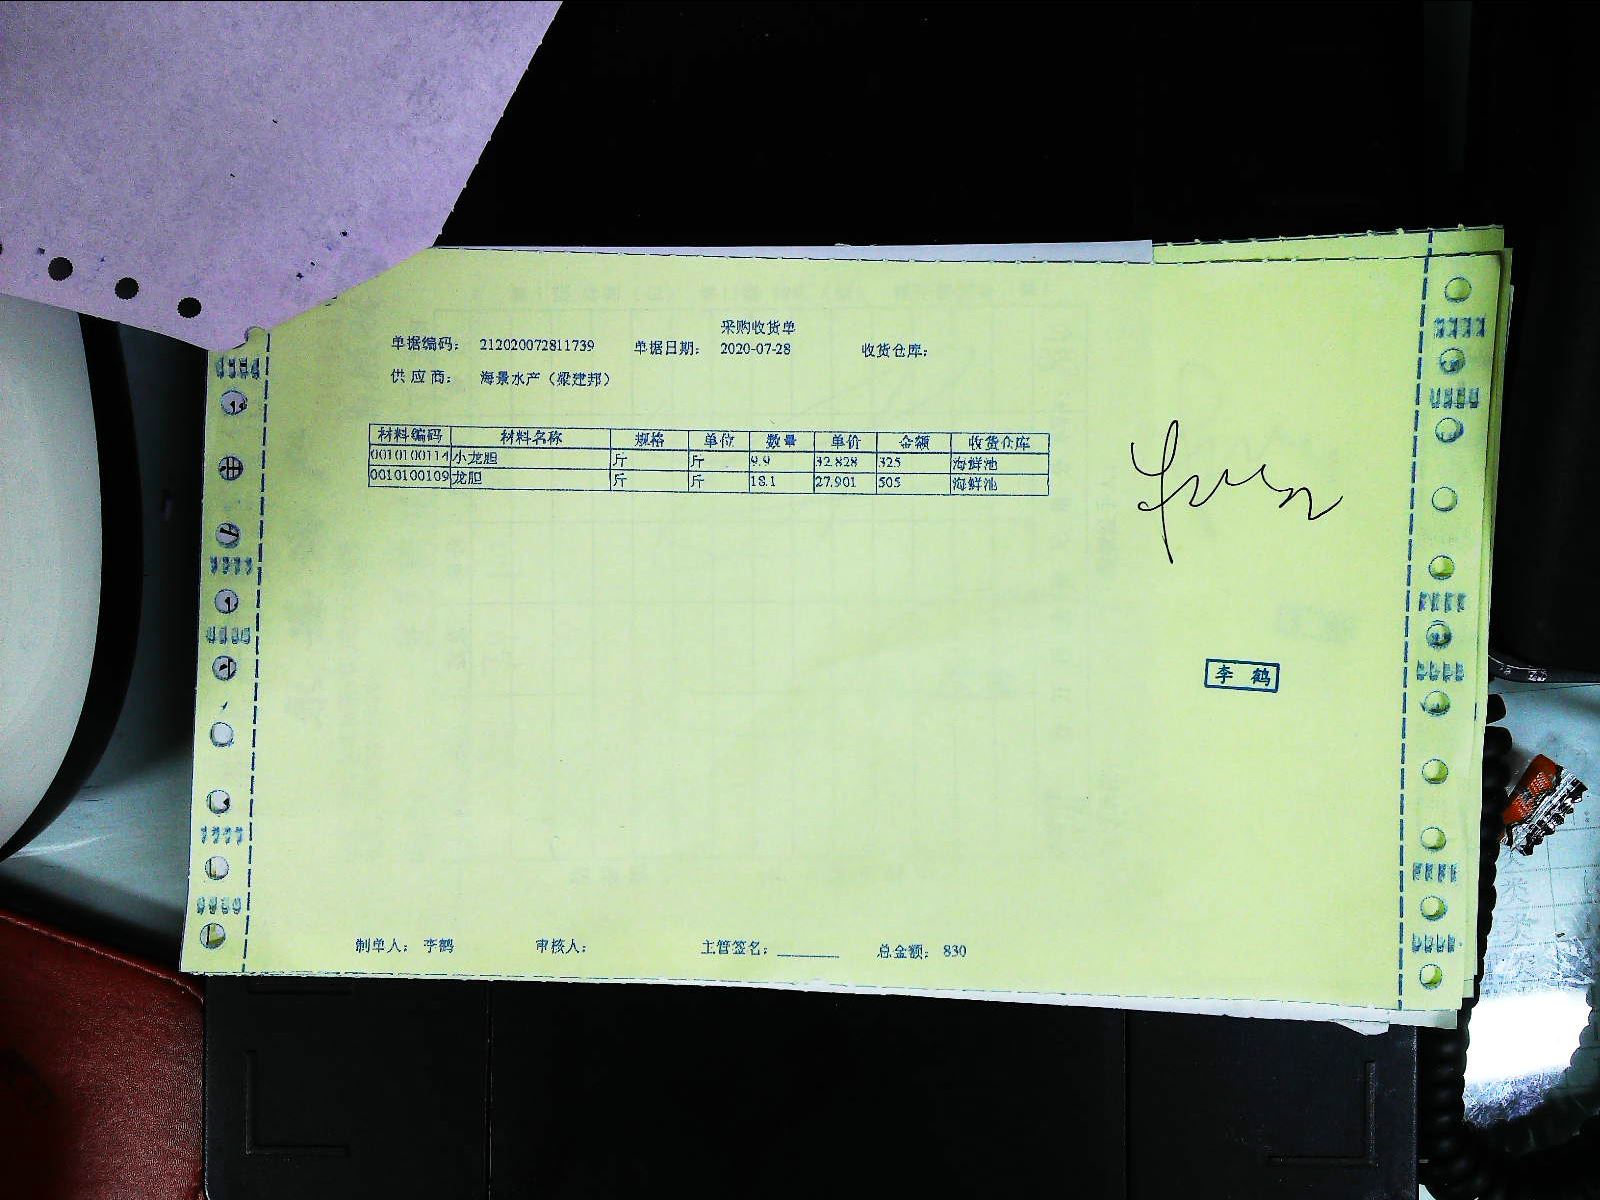 采购收货单
单据编码： 212020072811739 单据日期： 2020-07-28 收货仓库：
供 应 商： 海景水产（梁建邦）
材料编码 材料名称 规格 单位 数量 单价 金额 收货仓库
0010100114 小龙胆 斤 斤 9.9 32.828 325 海鲜池
0010100109 龙胆 斤 斤 18.1 27.901 505 海鲜池
李 鹤
制单人： 李鹤 审核人： 主管签名： 总金额： 830